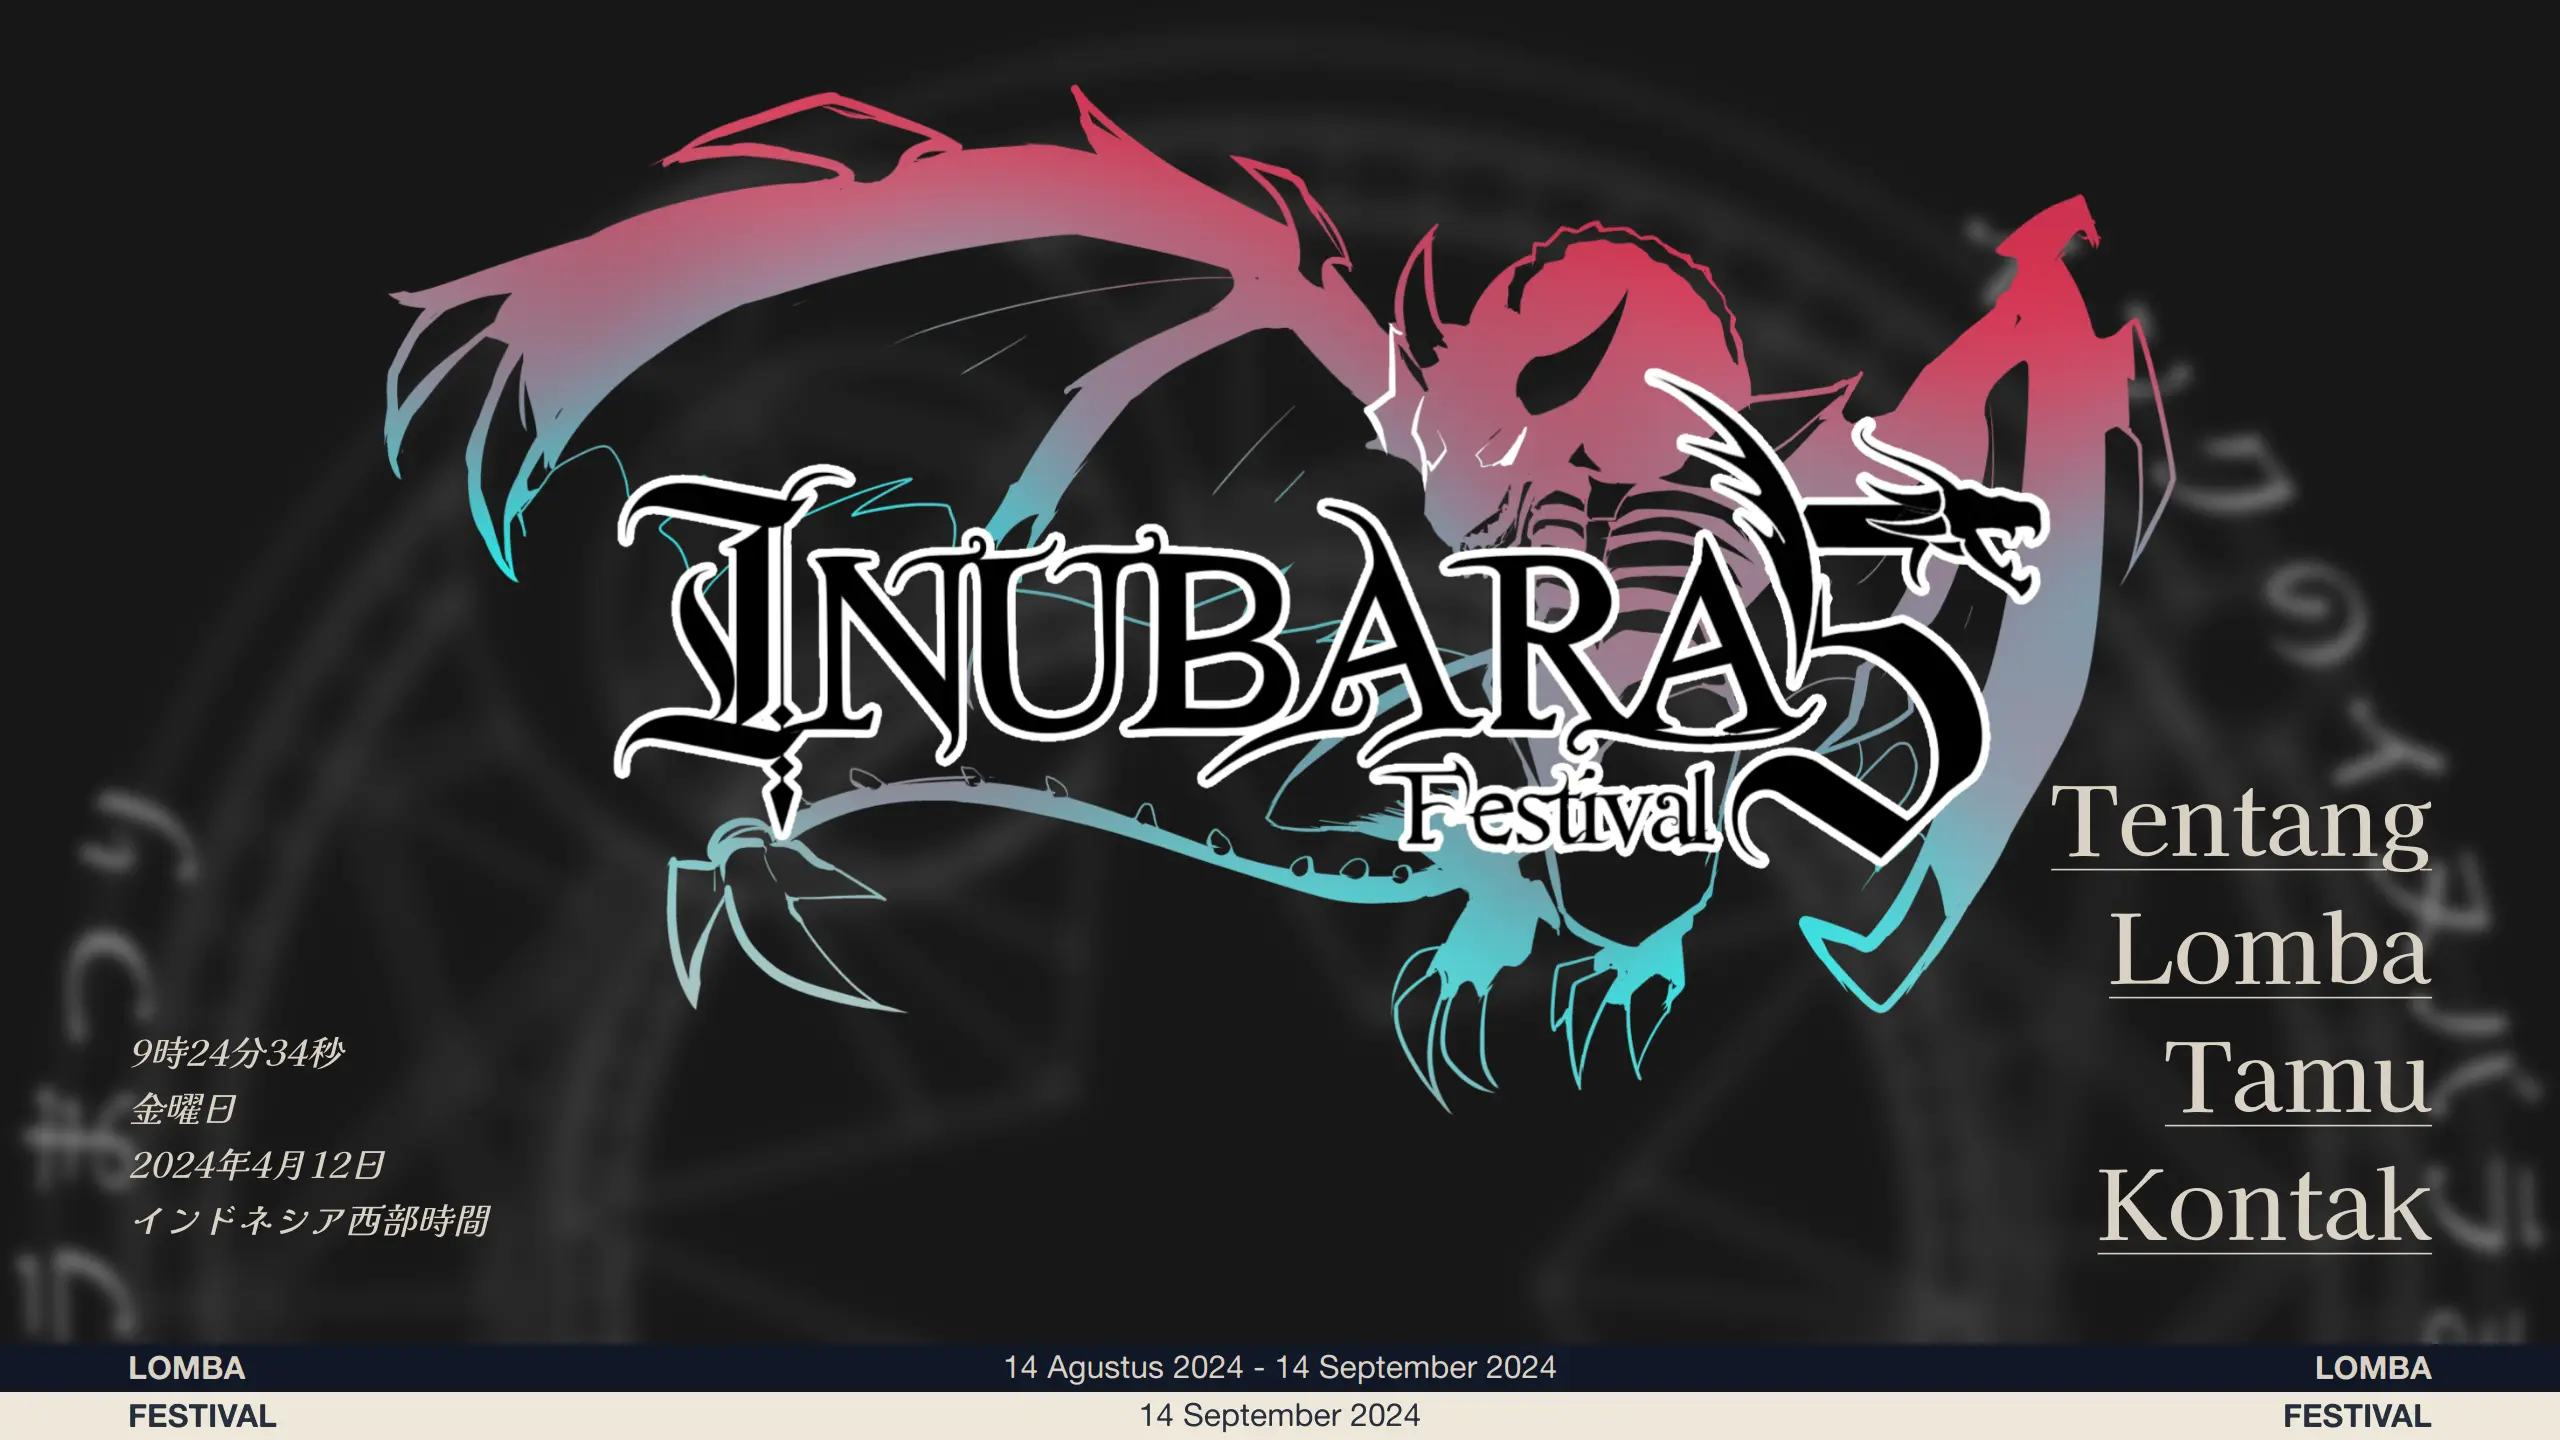 INUBARA5
Festival
Tentang
Lomba
Tamu
Kontak
9時24分34秒
金曜日
2024年4月12日
インドネシア西部時間
LOMBA 14 Agustus 2024 - 14 September 2024 LOMBA
FESTIVAL 14 September 2024 FESTIVAL